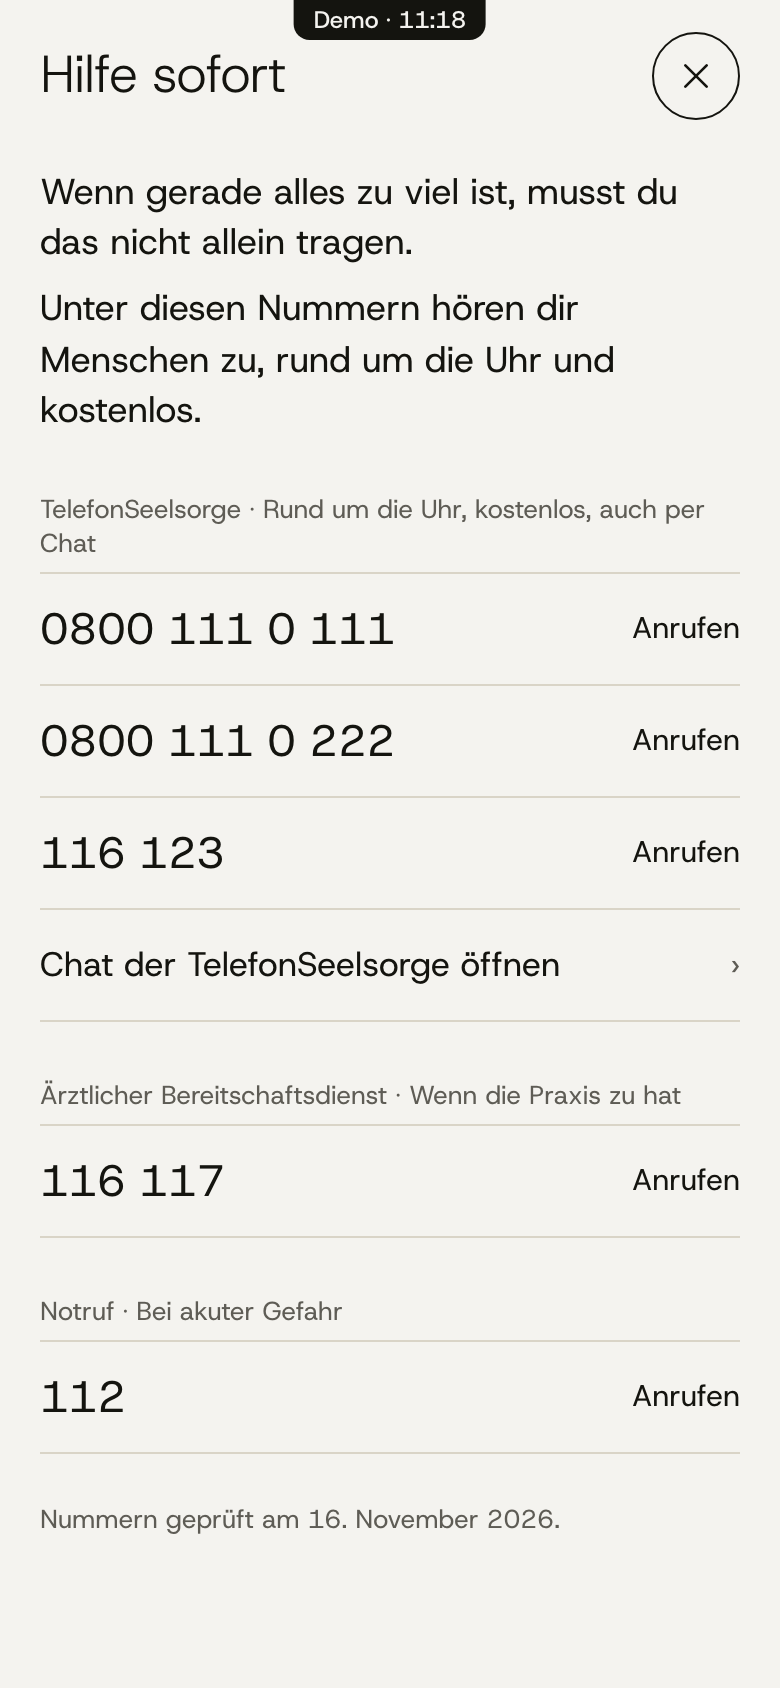 Demo · 11:18
Hilfe sofort
Wenn gerade alles zu viel ist, musst du
das nicht allein tragen.
Unter diesen Nummern hören dir
Menschen zu, rund um die Uhr und
kostenlos.
TelefonSeelsorge · Rund um die Uhr, kostenlos, auch per
Chat
0800 111 0 111 Anrufen
0800 111 0 222 Anrufen
116 123 Anrufen
Chat der TelefonSeelsorge öffnen ›
Ärztlicher Bereitschaftsdienst · Wenn die Praxis zu hat
116 117 Anrufen
Notruf · Bei akuter Gefahr
112 Anrufen
Nummern geprüft am 16. November 2026.